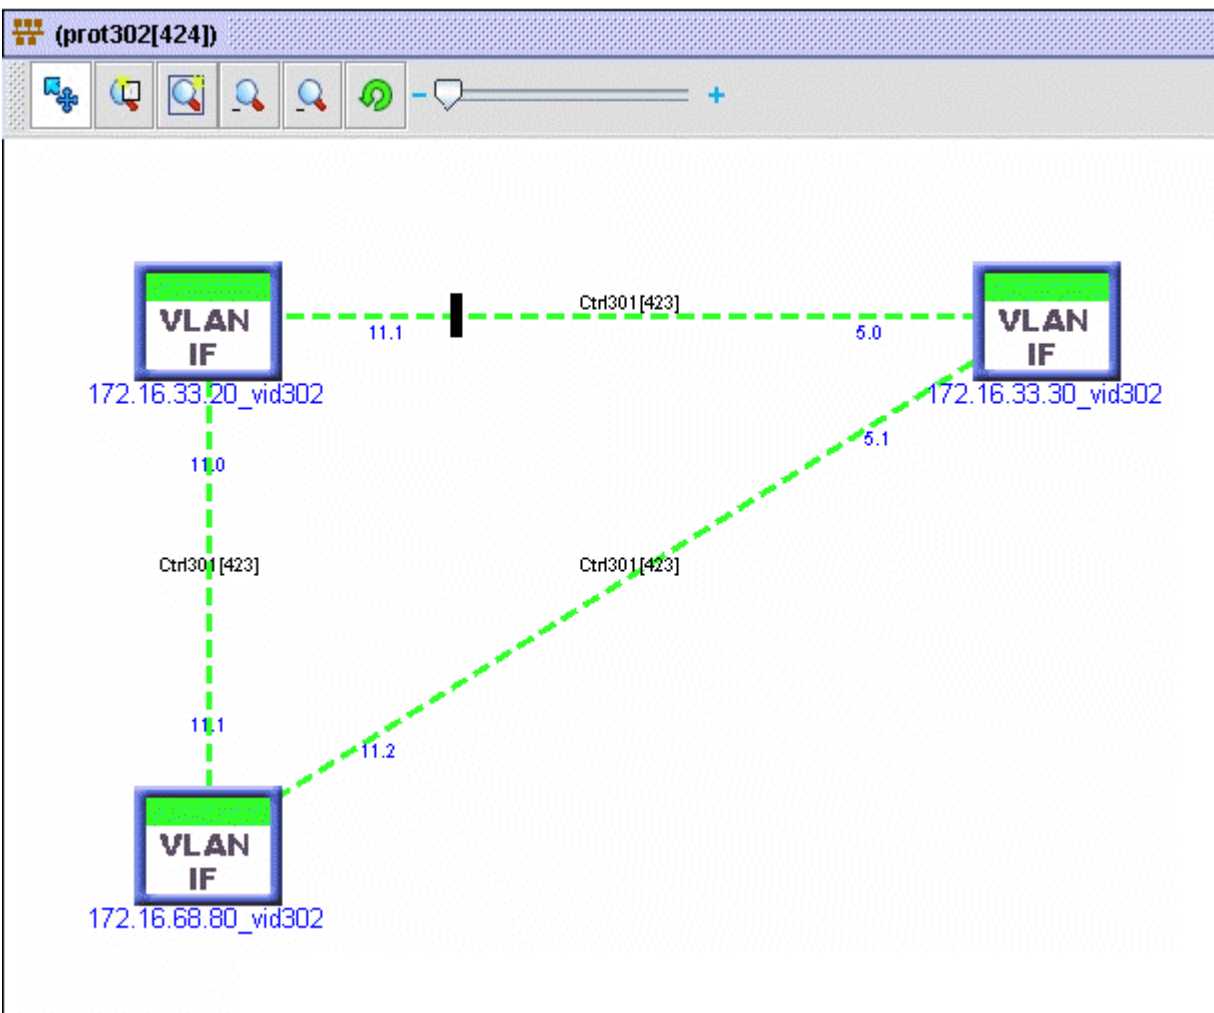 (prot302[424])
- +
VLAN
IF
172.16.33.20_vid302
11.1
Ctrl301[423]
5.0
VLAN
IF
172.16.33.30_vid302
11.0
5.1
Ctrl301[423]
Ctrl301[423]
11.1
11.2
VLAN
IF
172.16.68.80_vid302